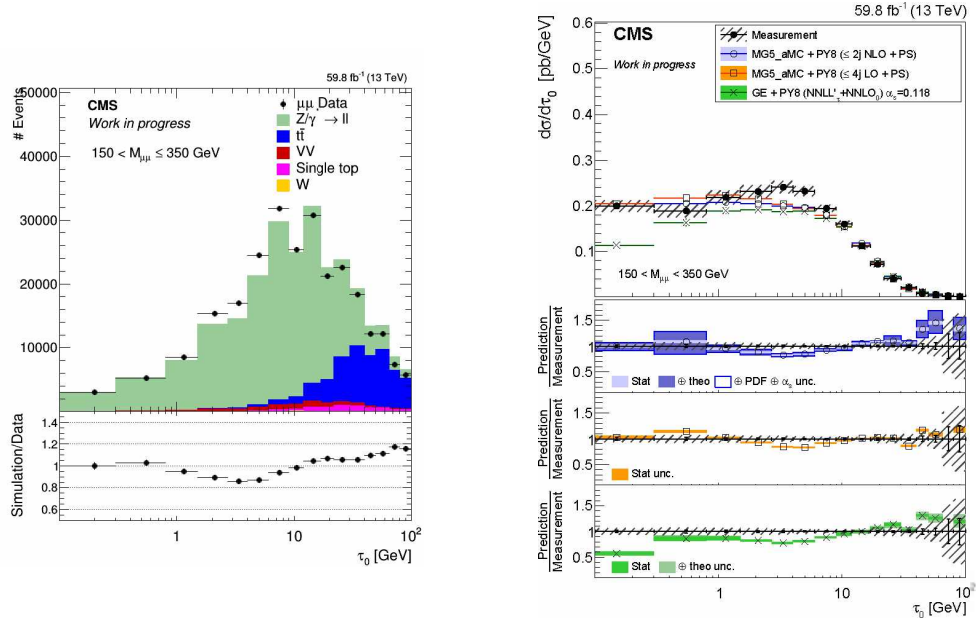 59.8 fb⁻¹ (13 TeV)
# Events
50000
40000
30000
20000
10000
CMS
Work in progress
150 < Mμμ ≤ 350 GeV
μμ Data
Z/γ* → ll
tt̄
VV
Single top
W
Simulation/Data
1.4
1.2
1
0.8
0.6
1
10
10²
τ₀ [GeV]
59.8 fb⁻¹ (13 TeV)
dσ/dτ₀ [pb/GeV]
0.6
0.5
0.4
0.3
0.2
0.1
CMS
Work in progress
Measurement
MG5_aMC + PY8 (≤ 2j NLO + PS)
MG5_aMC + PY8 (≤ 4j LO + PS)
GE + PY8 (NNLL'τ+NNLO₀) αs=0.118
150 < Mμμ < 350 GeV
Prediction
Measurement
1.5
1
0.5
Stat
⊕ theo
⊕ PDF ⊕ αs unc.
Prediction
Measurement
1.5
1
0.5
Stat unc.
Prediction
Measurement
1.5
1
0.5
Stat
⊕ theo unc.
1
10
10²
τ₀ [GeV]